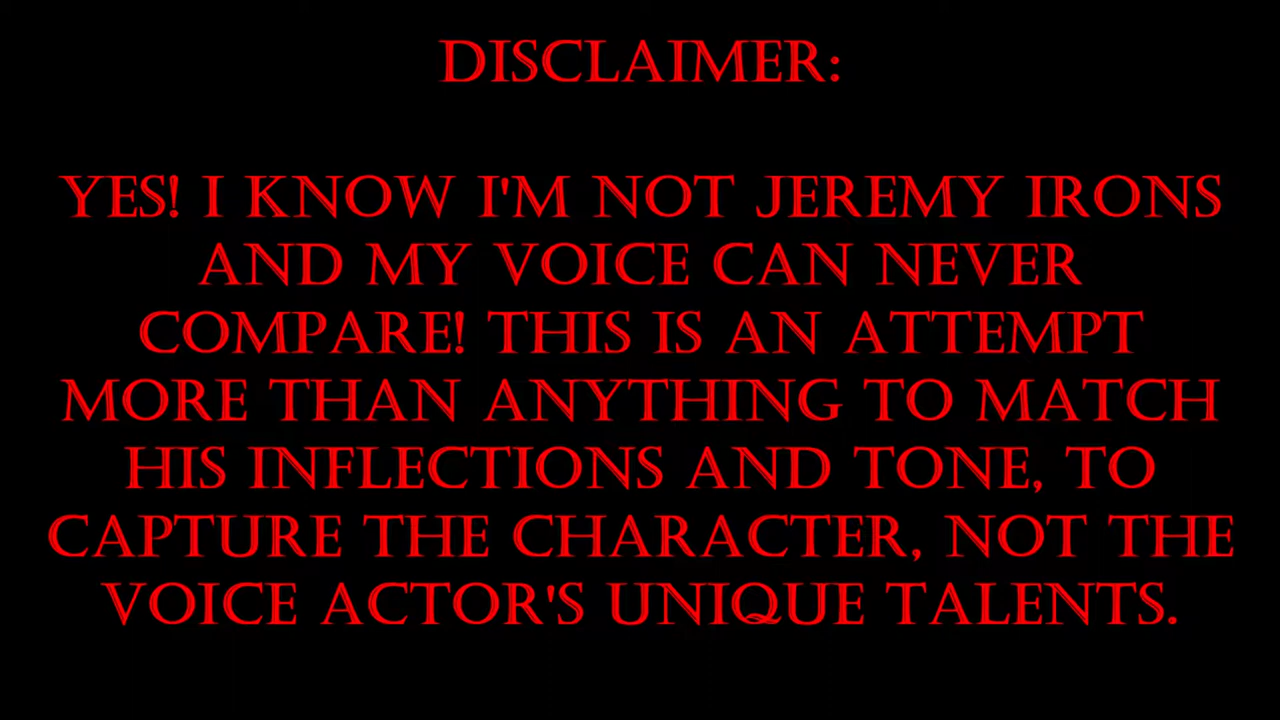 DISCLAIMER:
YES! I KNOW I'M NOT JEREMY IRONS
AND MY VOICE CAN NEVER
COMPARE! THIS IS AN ATTEMPT
MORE THAN ANYTHING TO MATCH
HIS INFLECTIONS AND TONE, TO
CAPTURE THE CHARACTER, NOT THE
VOICE ACTOR'S UNIQUE TALENTS.